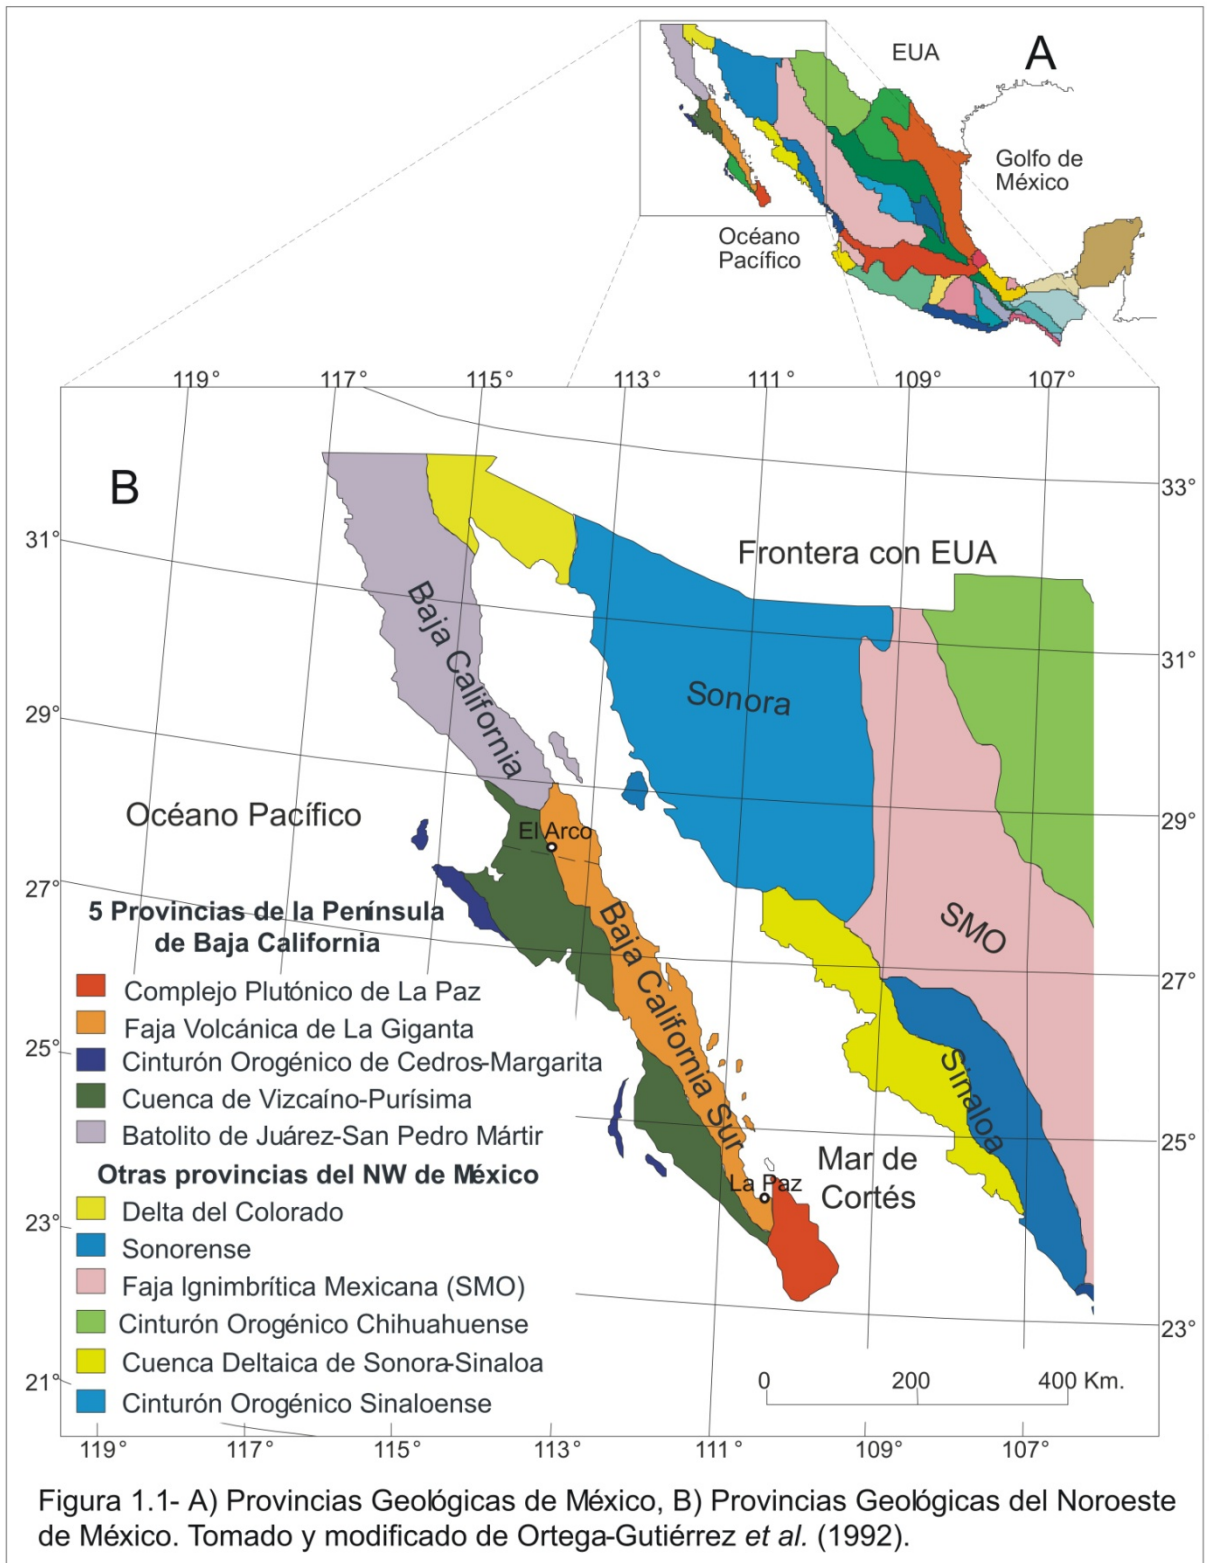 EUA
A
Golfo de
México
Océano
Pacífico
119° 117° 115° 113° 111° 109° 107°
B
33°
31°
Frontera con EUA
31°
Baja California
Sonora
29°
29°
Océano Pacífico
El Arco
27°
SMO
27°
Baja California Sur
25°
Sinaloa
25°
La Paz
Mar de
Cortés
23°
23°
21°
5 Provincias de la Península
de Baja California
Complejo Plutónico de La Paz
Faja Volcánica de La Giganta
Cinturón Orogénico de Cedros-Margarita
Cuenca de Vizcaíno-Purísima
Batolito de Juárez-San Pedro Mártir
Otras provincias del NW de México
Delta del Colorado
Sonorense
Faja Ignimbrítica Mexicana (SMO)
Cinturón Orogénico Chihuahuense
Cuenca Deltaica de Sonora-Sinaloa
Cinturón Orogénico Sinaloense
0 200 400 Km.
119° 117° 115° 113° 111° 109° 107°
Figura 1.1- A) Provincias Geológicas de México, B) Provincias Geológicas del Noroeste
de México. Tomado y modificado de Ortega-Gutiérrez et al. (1992).